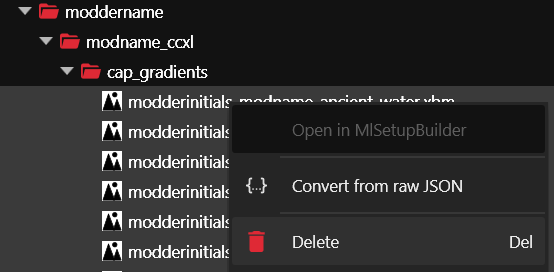 moddername
modname_ccxl
cap_gradients
modderinitials_modname_ancient_water.xbm
modderinitials
Open in MlSetupBuilder
modderinitials
Convert from raw JSON
modderinitials
modderinitials
Delete Del
modderinitials